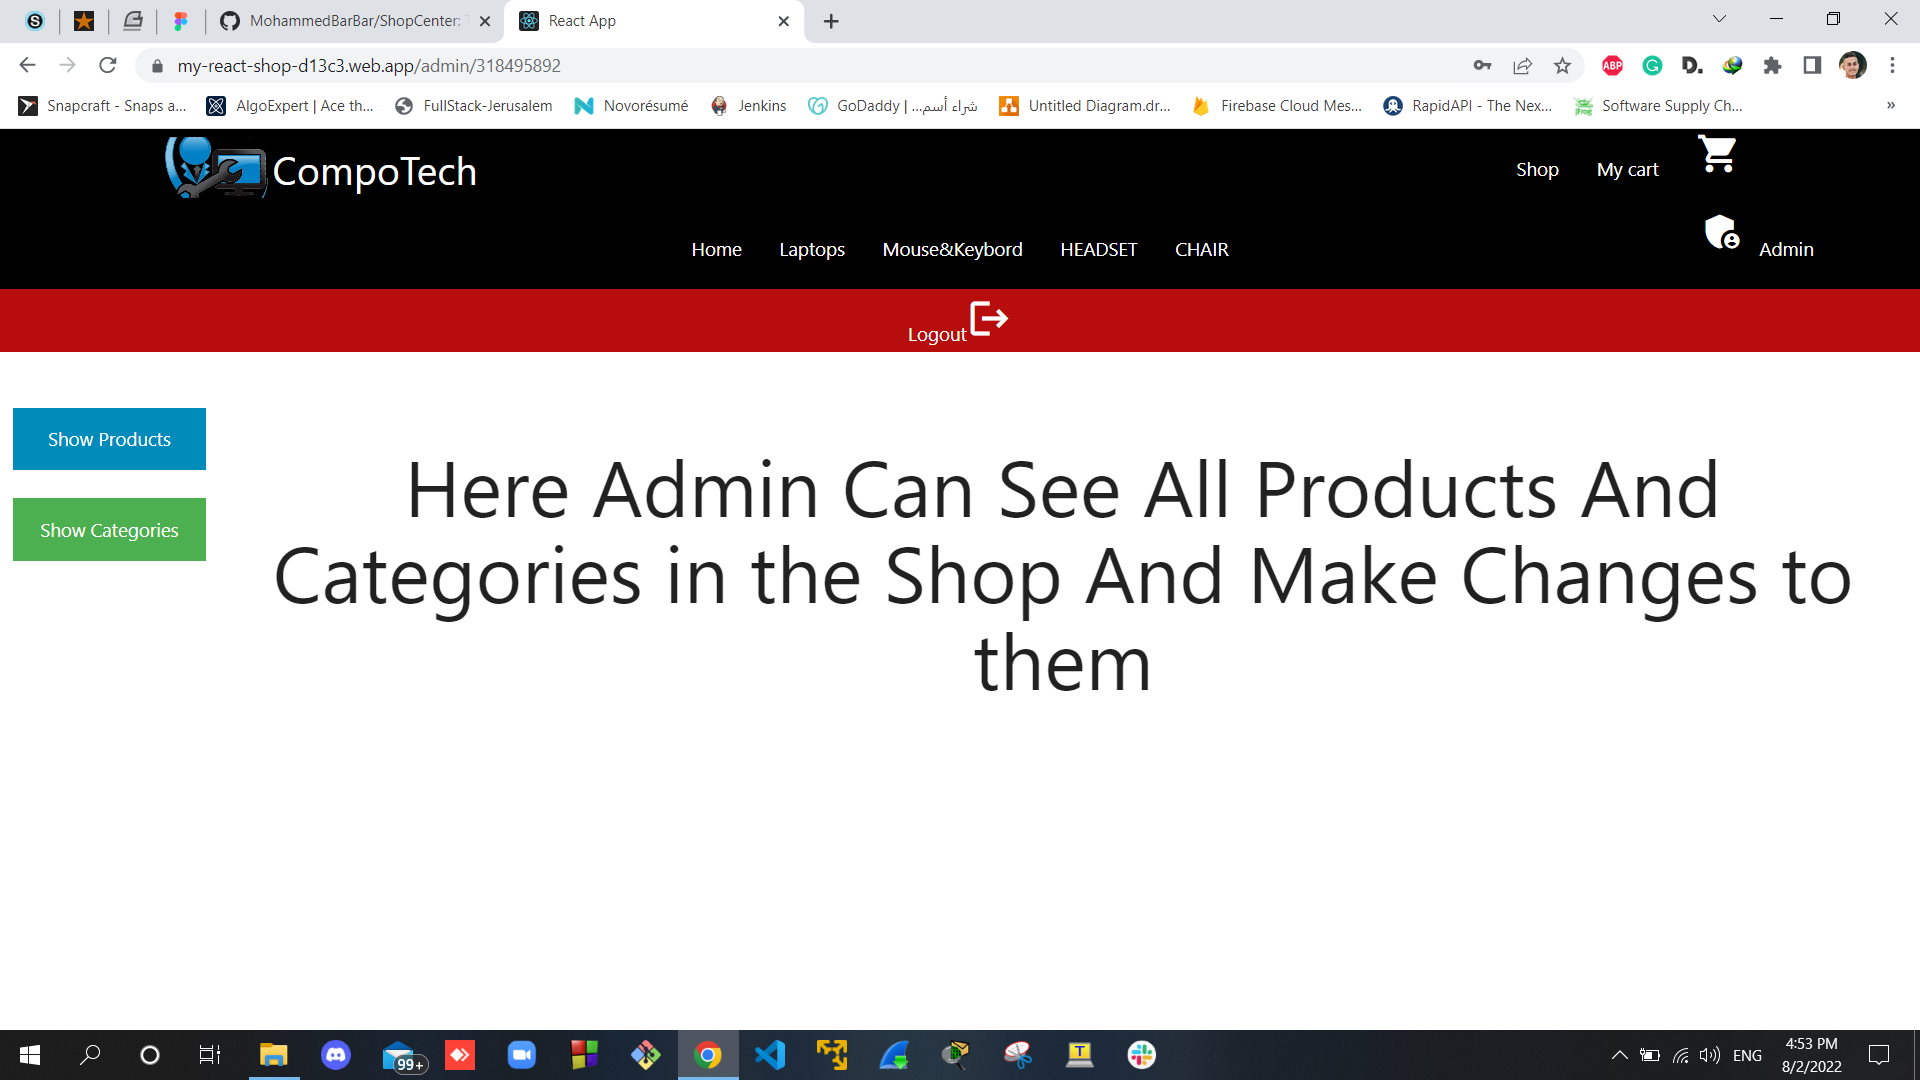 MohammedBarBar/ShopCenter: T
React App
my-react-shop-d13c3.web.app/admin/318495892
ABP
Snapcraft - Snaps a...
AlgoExpert | Ace th...
FullStack-Jerusalem
Novorésumé
Jenkins
GoDaddy | ...شراء أسم
Untitled Diagram.dr...
Firebase Cloud Mes...
RapidAPI - The Nex...
Software Supply Ch...
»
CompoTech
Shop
My cart
Home
Laptops
Mouse&Keybord
HEADSET
CHAIR
Admin
Logout
Show Products
Show Categories
Here Admin Can See All Products And
Categories in the Shop And Make Changes to
them
99+
ENG
4:53 PM
8/2/2022